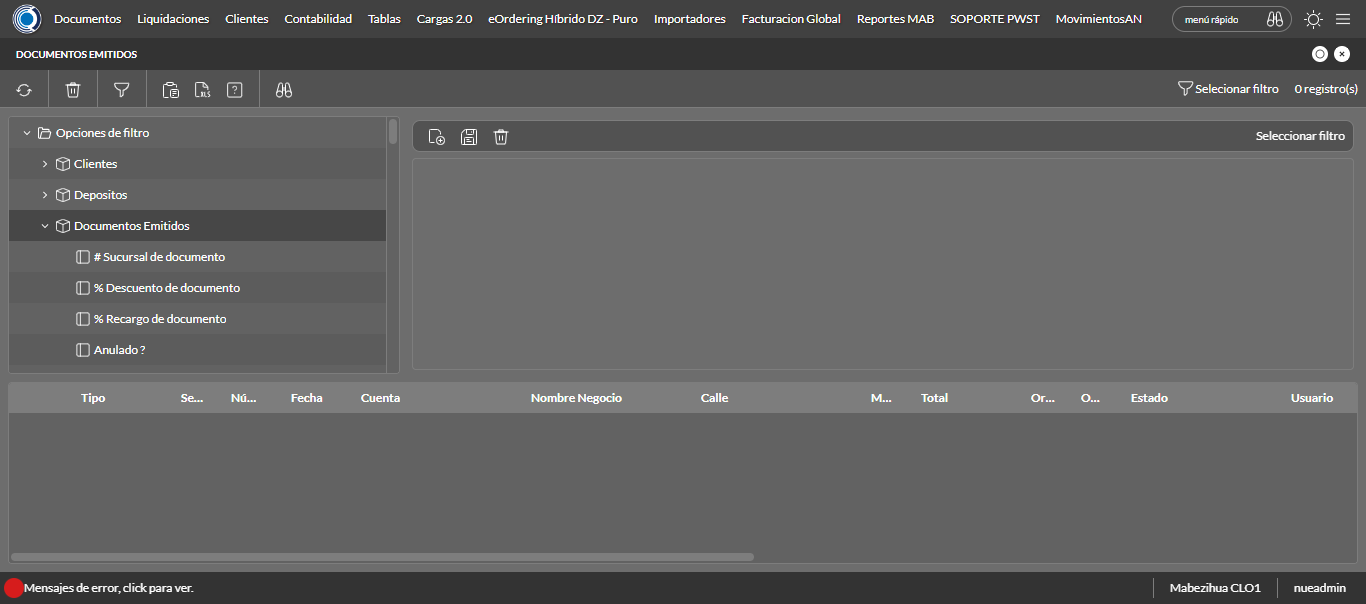 Documentos Liquidaciones Clientes Contabilidad Tablas Cargas 2.0 eOrdering Híbrido DZ - Puro Importadores Facturacion Global Reportes MAB SOPORTE PWST MovimientosAN menú rápido
DOCUMENTOS EMITIDOS
XLS ? Selecionar filtro 0 registro(s)
Opciones de filtro
Seleccionar filtro
Clientes
Depositos
Documentos Emitidos
# Sucursal de documento
% Descuento de documento
% Recargo de documento
Anulado ?
Tipo Se... Nú... Fecha Cuenta Nombre Negocio Calle M... Total Or... O... Estado Usuario
Mensajes de error, click para ver. Mabezihua CLO1 nueadmin